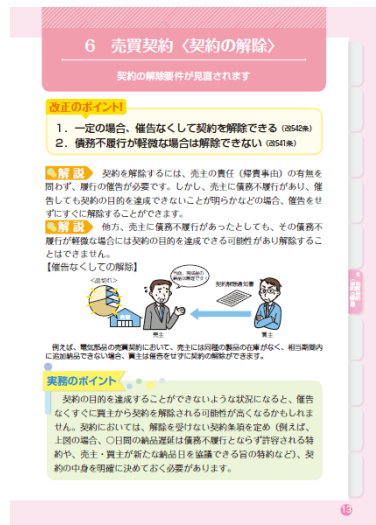 6 売買契約〈契約の解除〉
契約の解除要件が見直されます
改正のポイント!
1. 一定の場合、催告なくして契約を解除できる(改542条)
2. 債務不履行が軽微な場合は解除できない(改541条)
解説 契約を解除するには、売主の責任(帰責事由)の有無を
問わず、履行の催告が必要です。しかし、売主に債務不履行があり、催
告しても契約の目的を達成できないことが明らかなどの場合、催告をせ
ずにすぐに解除することができます。
解説 他方、売主に債務不履行があったとしても、その債務不
履行が軽微な場合には契約の目的を達成できる可能性があり解除するこ
とはできません。
【催告なくしての解除】
<品切れ>
契約解除通知書
売主
買主
例えば、電気部品の売買契約において、売主には同種の製品の在庫がなく、相当期間内
に追加納品できない場合、買主は催告をせずに契約の解除ができます。
実務のポイント
契約の目的を達成することができないような状況になると、催告
なくすぐに買主から契約を解除される可能性が高くなるかもしれま
せん。契約においては、解除を受けない契約条項を定め(例えば、
上図の場合、〇日間の納品遅延は債務不履行とならず許容される特
約や、売主・買主が新たな納品日を協議できる旨の特約など)、契
約の中身を明確に決めておく必要があります。
13